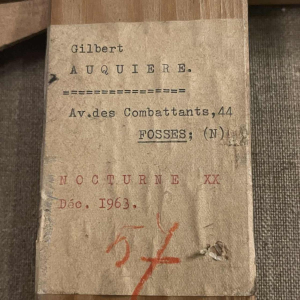 Gilbert
AUQUIERE.
================
Av.des Combattants,44
FOSSES; (N)
NOCTURNE XX
Déc. 1963.
57